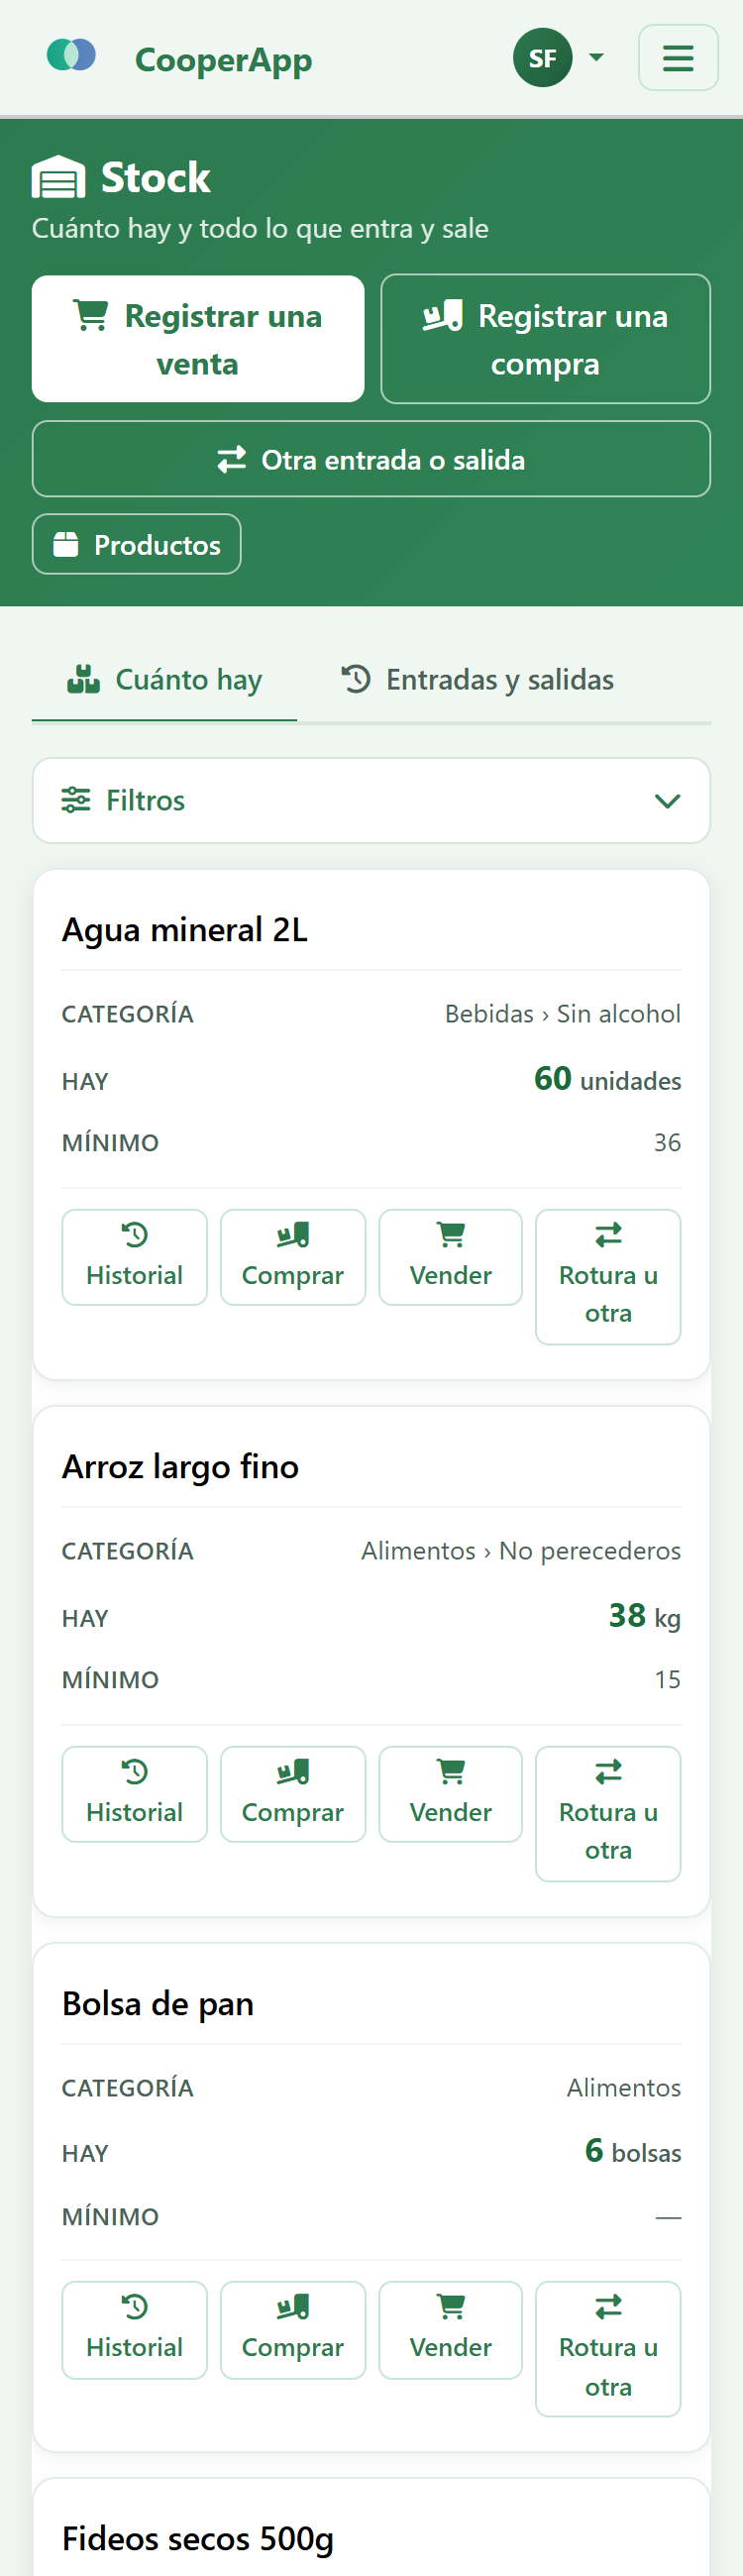 CooperApp
SF
Stock
Cuánto hay y todo lo que entra y sale
Registrar una
venta
Registrar una
compra
Otra entrada o salida
Productos
Cuánto hay
Entradas y salidas
Filtros
Agua mineral 2L
CATEGORÍA
Bebidas › Sin alcohol
HAY
60 unidades
MÍNIMO
36
Historial
Comprar
Vender
Rotura u
otra
Arroz largo fino
CATEGORÍA
Alimentos › No perecederos
HAY
38 kg
MÍNIMO
15
Historial
Comprar
Vender
Rotura u
otra
Bolsa de pan
CATEGORÍA
Alimentos
HAY
6 bolsas
MÍNIMO
—
Historial
Comprar
Vender
Rotura u
otra
Fideos secos 500g